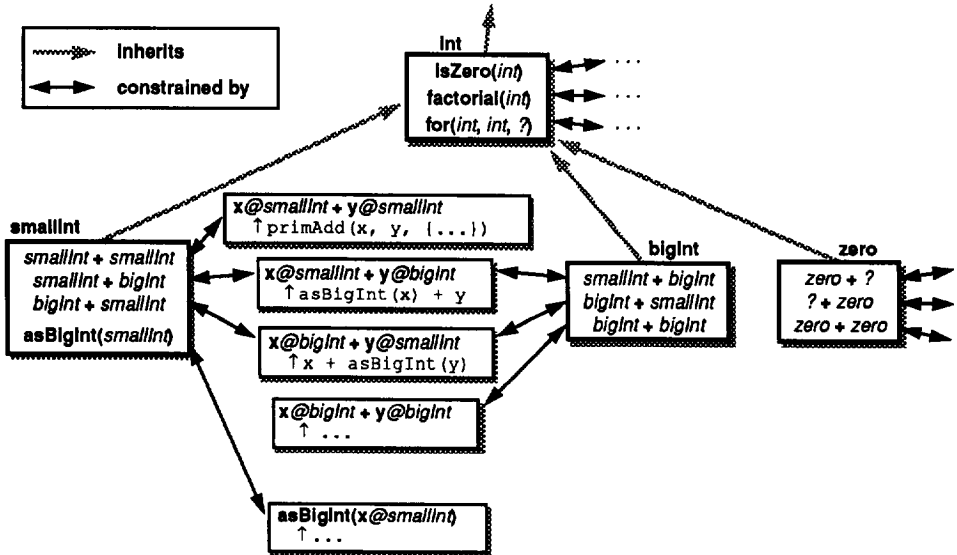 inherits
constrained by
int
isZero(int)
factorial(int)
for(int, int, ?)
...
...
...
smallInt
smallInt + smallInt
smallInt + bigInt
bigInt + smallInt
asBigInt(smallInt)
x@smallInt + y@smallInt
↑primAdd(x, y, {...})
x@smallInt + y@bigInt
↑asBigInt(x) + y
x@bigInt + y@smallInt
↑x + asBigInt(y)
x@bigInt + y@bigInt
↑ ...
asBigInt(x@smallInt)
↑ ...
bigInt
smallInt + bigInt
bigInt + smallInt
bigInt + bigInt
zero
zero + ?
? + zero
zero + zero